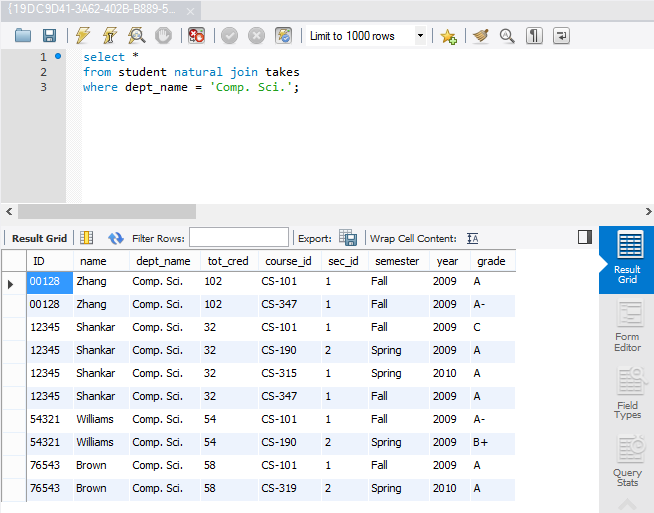 {19DC9D41-3A62-402B-B889-5...
Limit to 1000 rows
1 select *
2 from student natural join takes
3 where dept_name = 'Comp. Sci.';
Result Grid Filter Rows: Export: Wrap Cell Content:
ID name dept_name tot_cred course_id sec_id semester year grade
00128 Zhang Comp. Sci. 102 CS-101 1 Fall 2009 A
00128 Zhang Comp. Sci. 102 CS-347 1 Fall 2009 A-
12345 Shankar Comp. Sci. 32 CS-101 1 Fall 2009 C
12345 Shankar Comp. Sci. 32 CS-190 2 Spring 2009 A
12345 Shankar Comp. Sci. 32 CS-315 1 Spring 2010 A
12345 Shankar Comp. Sci. 32 CS-347 1 Fall 2009 A
54321 Williams Comp. Sci. 54 CS-101 1 Fall 2009 A-
54321 Williams Comp. Sci. 54 CS-190 2 Spring 2009 B+
76543 Brown Comp. Sci. 58 CS-101 1 Fall 2009 A
76543 Brown Comp. Sci. 58 CS-319 2 Spring 2010 A
Result
Grid
Form
Editor
Field
Types
Query
Stats